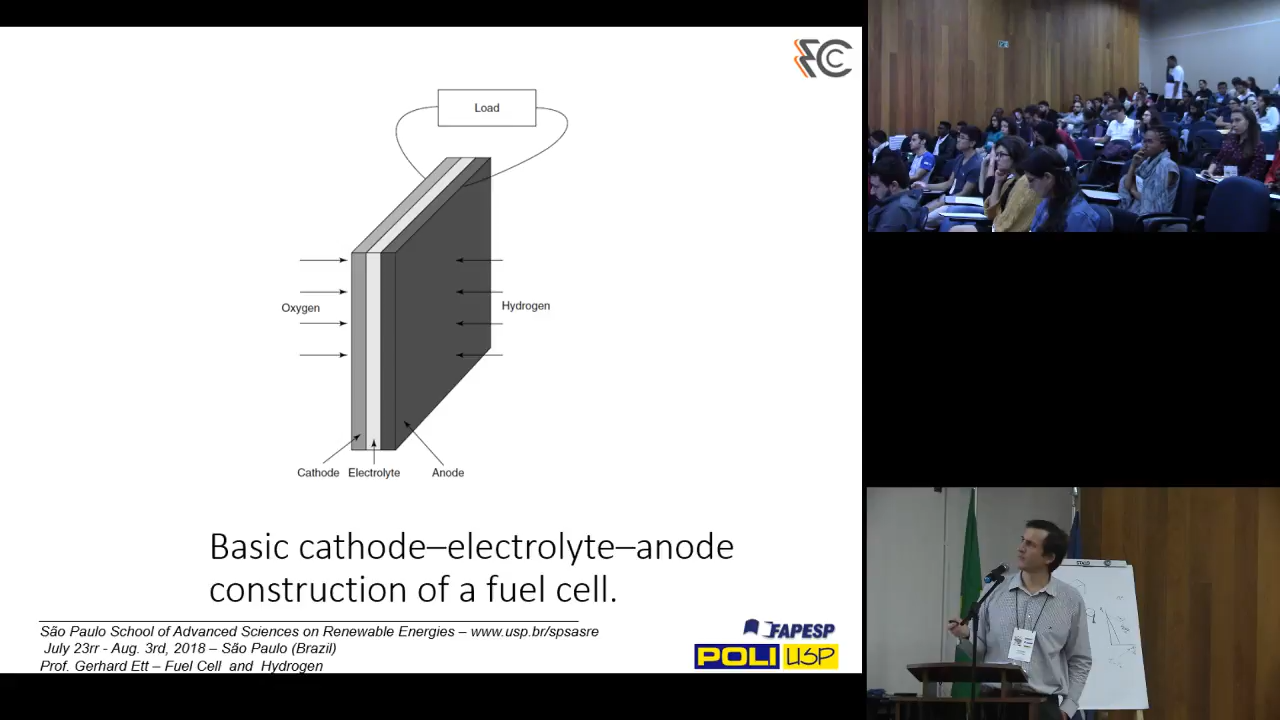 FCC
Load
Oxygen
Hydrogen
Cathode
Electrolyte
Anode
Basic cathode–electrolyte–anode
construction of a fuel cell.
São Paulo School of Advanced Sciences on Renewable Energies – www.usp.br/spsasre
July 23rr - Aug. 3rd, 2018 – São Paulo (Brazil)
Prof. Gerhard Ett – Fuel Cell and Hydrogen
FAPESP
POLI USP